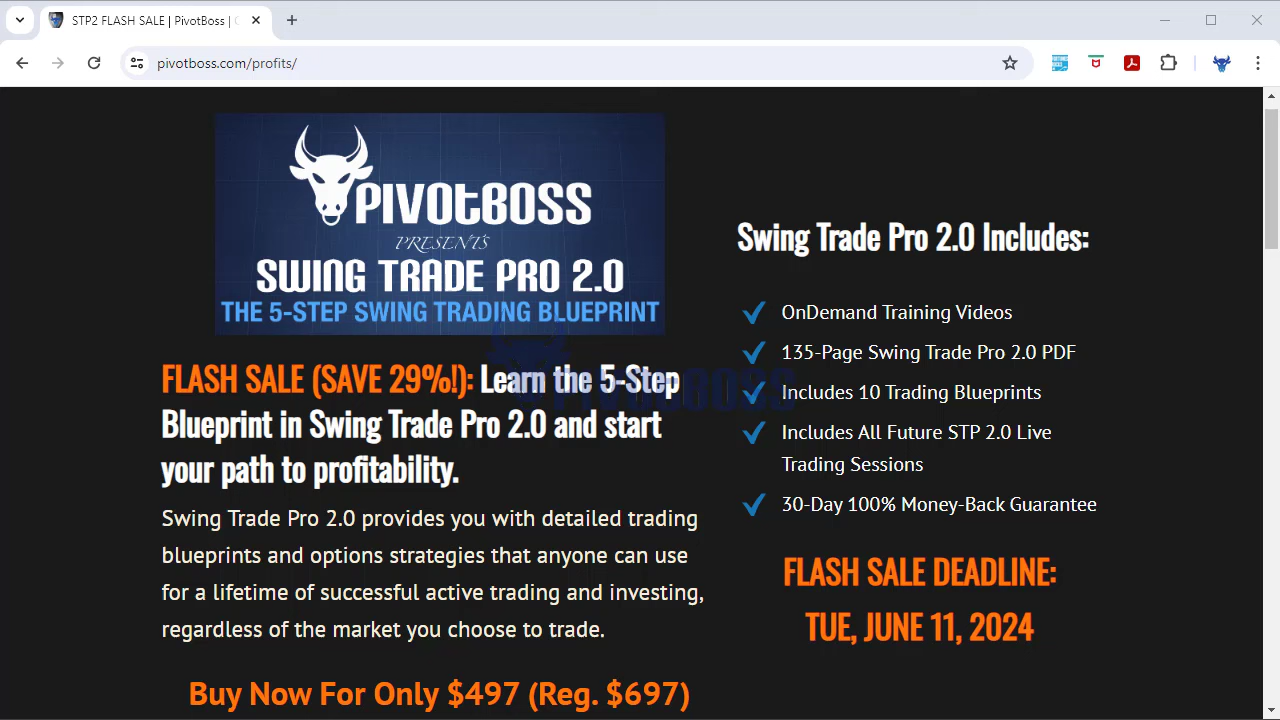 STP2 FLASH SALE | PivotBoss |
pivotboss.com/profits/
PIVOTBOSS
PRESENTS
SWING TRADE PRO 2.0
THE 5-STEP SWING TRADING BLUEPRINT
FLASH SALE (SAVE 29%!): Learn the 5-Step
Blueprint in Swing Trade Pro 2.0 and start
your path to profitability.
Swing Trade Pro 2.0 provides you with detailed trading
blueprints and options strategies that anyone can use
for a lifetime of successful active trading and investing,
regardless of the market you choose to trade.
Buy Now For Only $497 (Reg. $697)
Swing Trade Pro 2.0 Includes:
OnDemand Training Videos
135-Page Swing Trade Pro 2.0 PDF
Includes 10 Trading Blueprints
Includes All Future STP 2.0 Live
Trading Sessions
30-Day 100% Money-Back Guarantee
FLASH SALE DEADLINE:
TUE, JUNE 11, 2024
PIVOTBOSS